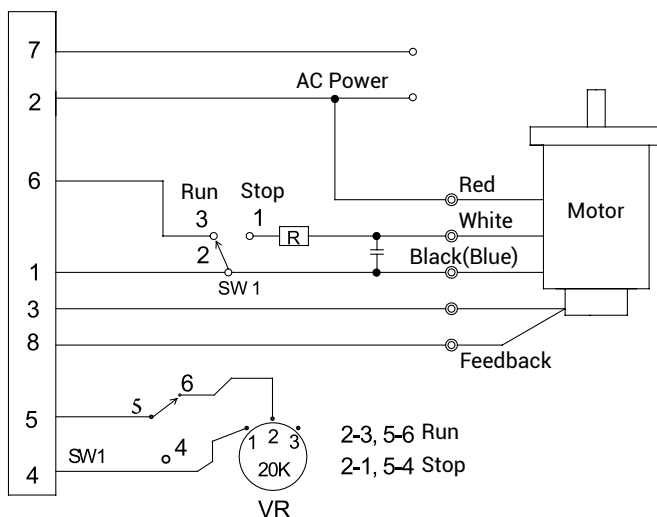 7
AC Power
2
6
Run Stop
3 1
R
2
SW 1
Red
White
Black(Blue)
Motor
1
3
8
Feedback
5
5 6
4
SW1 4
1 2 3
20K
VR
2-3, 5-6 Run
2-1, 5-4 Stop